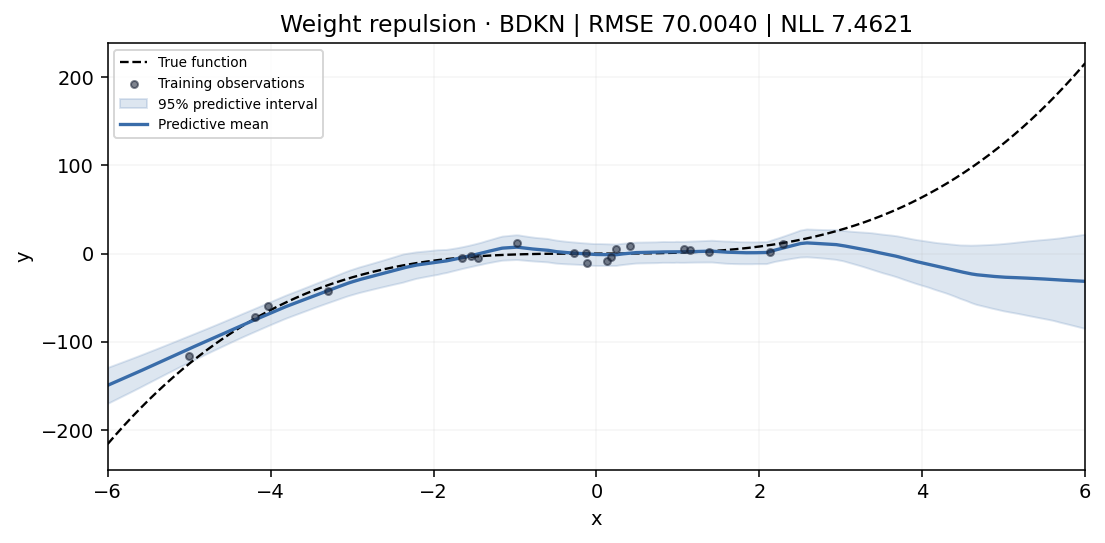 Weight repulsion · BDKN | RMSE 70.0040 | NLL 7.4621
True function
Training observations
95% predictive interval
Predictive mean
200
100
0
−100
−200
y
−6
−4
−2
0
2
4
6
x